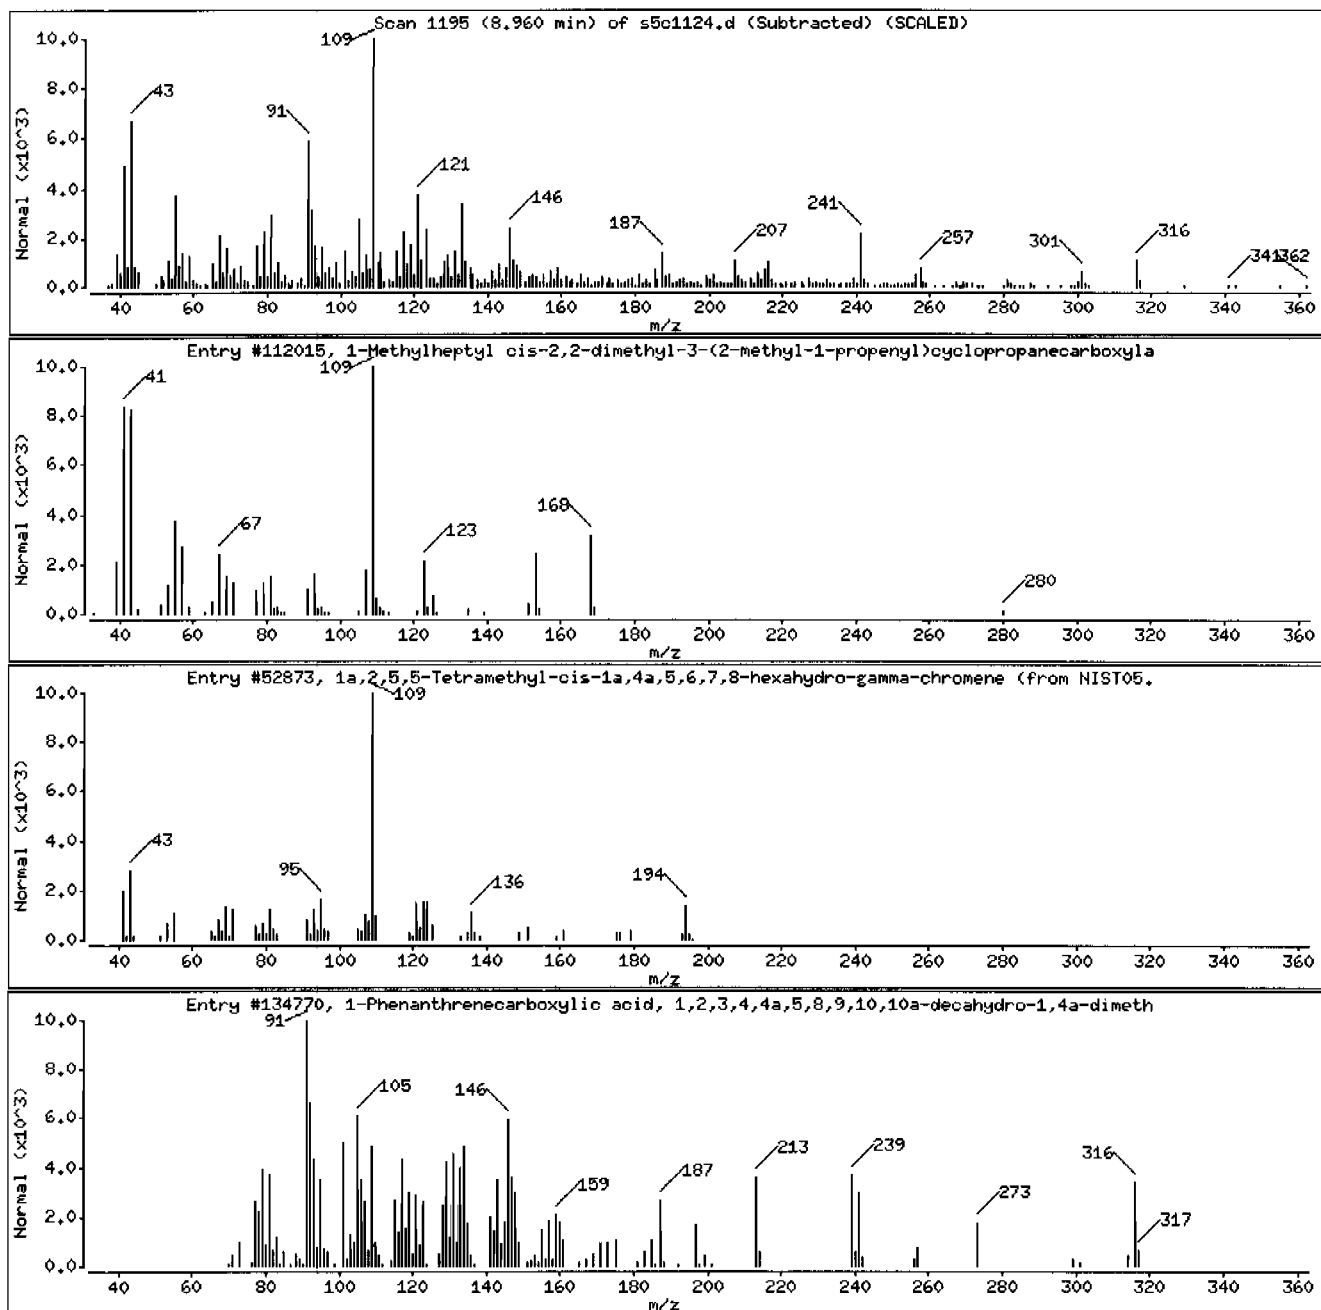 Scan 1195 (8.960 min) of s5c1124.d (Subtracted) (SCALED)
Normal (x10^3)
10.0
8.0
6.0
4.0
2.0
0.0
43 91 109 121 146 187 207 241 257 301 316 341 362
40 60 80 100 120 140 160 180 200 220 240 260 280 300 320 340 360
m/z
Entry #112015, 1-Methylheptyl cis-2,2-dimethyl-3-(2-methyl-1-propenyl)cyclopropanecarboxyla
Normal (x10^3)
10.0
8.0
6.0
4.0
2.0
0.0
41 67 109 123 168 280
40 60 80 100 120 140 160 180 200 220 240 260 280 300 320 340 360
m/z
Entry #52873, 1a,2,5,5-Tetramethyl-cis-1a,4a,5,6,7,8-hexahydro-gamma-chromene (from NIST05.
Normal (x10^3)
10.0
8.0
6.0
4.0
2.0
0.0
43 95 109 136 194
40 60 80 100 120 140 160 180 200 220 240 260 280 300 320 340 360
m/z
Entry #134770, 1-Phenanthrenecarboxylic acid, 1,2,3,4,4a,5,8,9,10,10a-decahydro-1,4a-dimeth
Normal (x10^3)
10.0
8.0
6.0
4.0
2.0
0.0
91 105 146 159 187 213 239 273 316 317
40 60 80 100 120 140 160 180 200 220 240 260 280 300 320 340 360
m/z